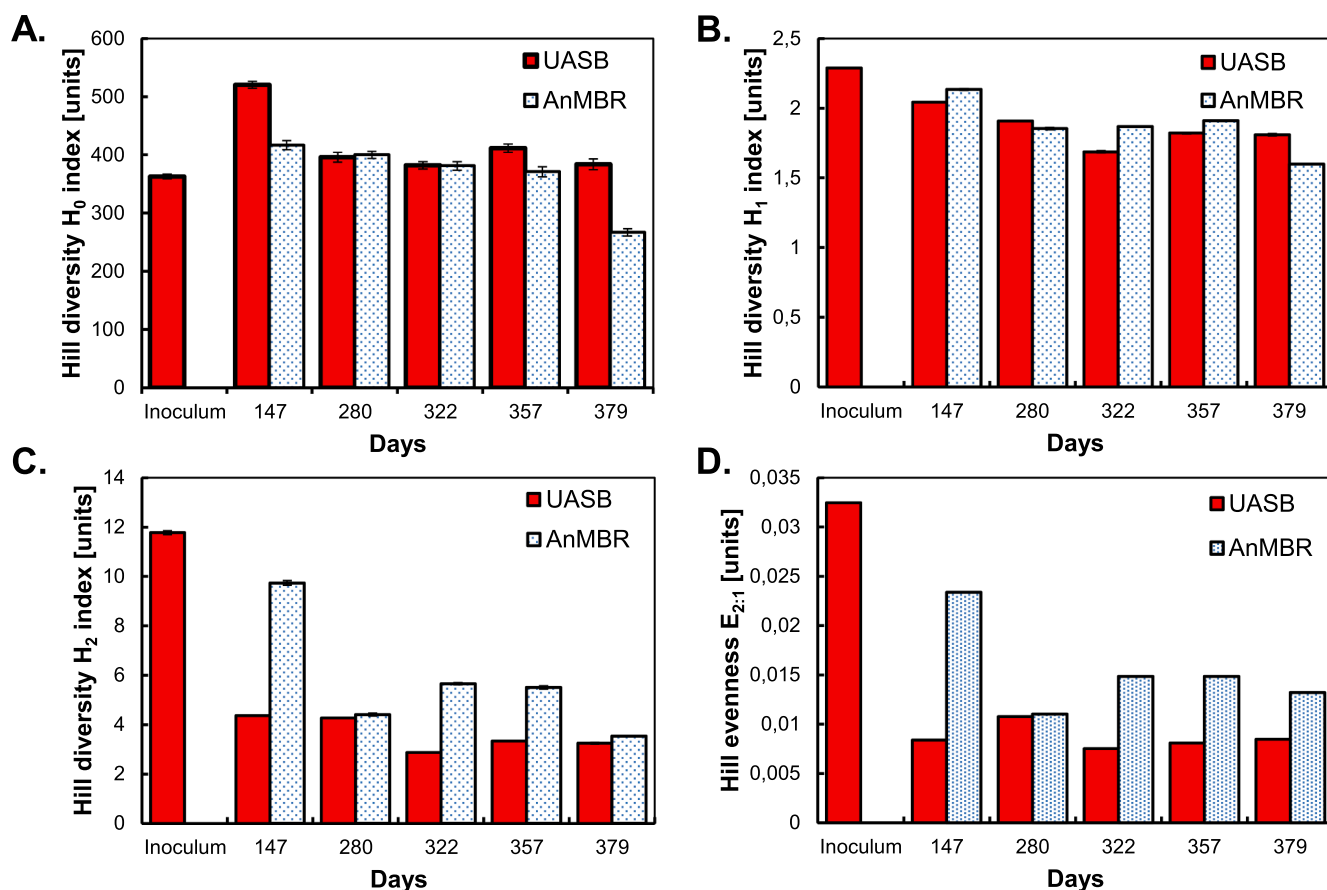 A.
Hill diversity H₀ index [units]
600
500
400
300
200
100
0
UASB
AnMBR
Inoculum 147 280 322 357 379
Days
B.
Hill diversity H₁ index [units]
2,5
2
1,5
1
0,5
0
UASB
AnMBR
Inoculum 147 280 322 357 379
Days
C.
Hill diversity H₂ index [units]
14
12
10
8
6
4
2
0
UASB
AnMBR
Inoculum 147 280 322 357 379
Days
D.
Hill evenness E₂:₁ [units]
0,035
0,03
0,025
0,02
0,015
0,01
0,005
0
UASB
AnMBR
Inoculum 147 280 322 357 379
Days